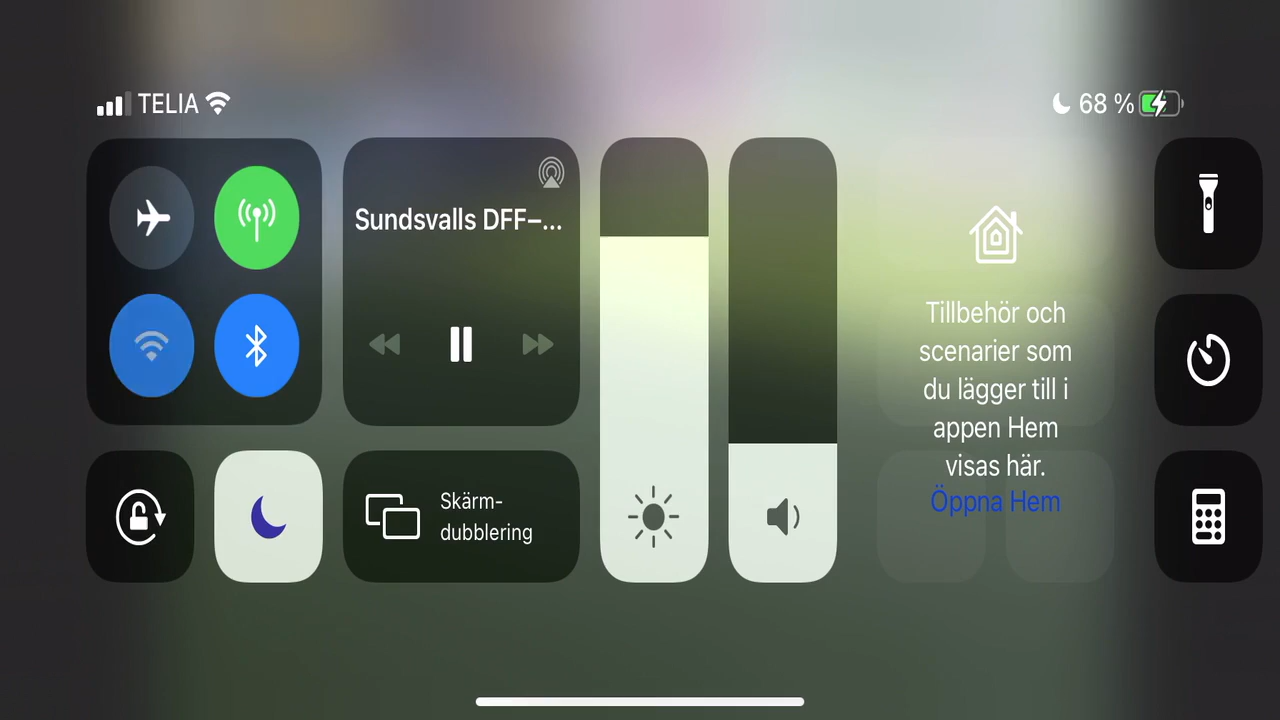 TELIA
68 %
Sundsvalls DFF–...
Skärm-
dubblering
Tillbehör och
scenarier som
du lägger till i
appen Hem
visas här.
Öppna Hem